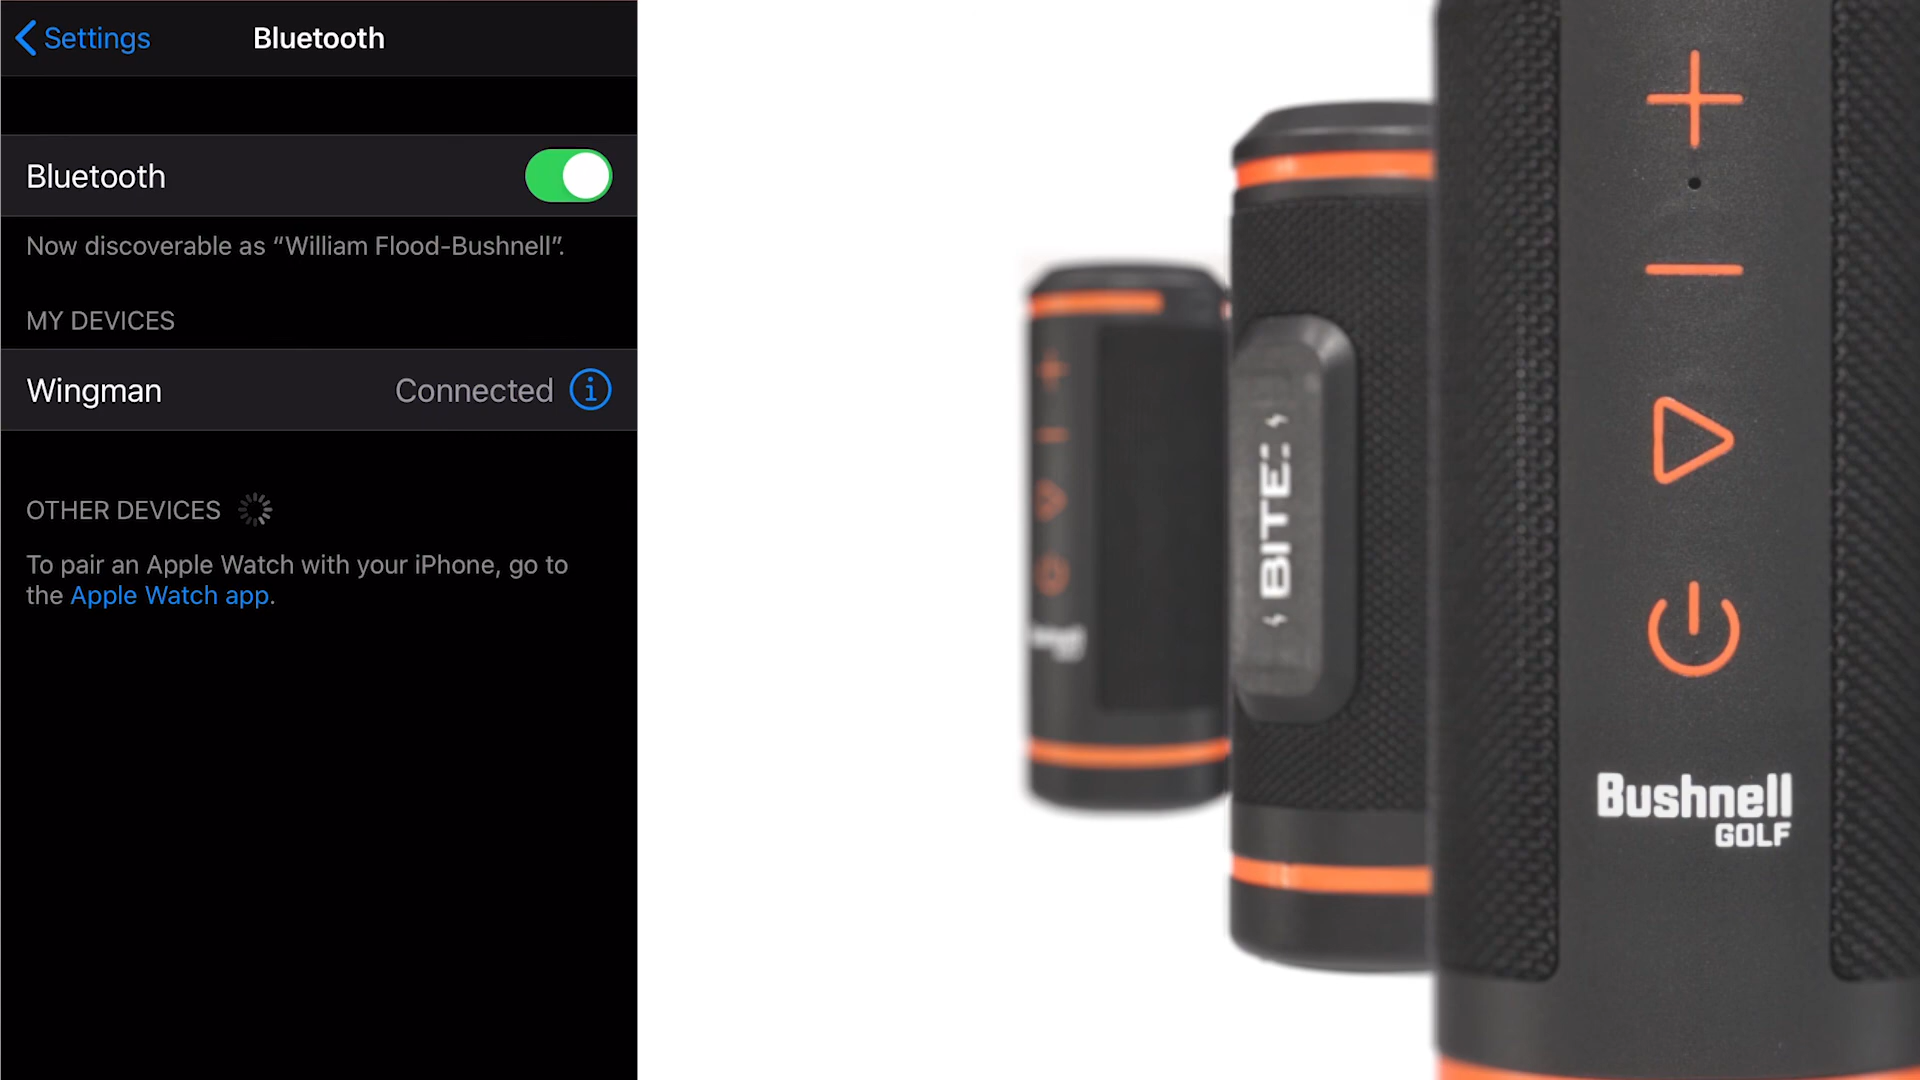 Settings
Bluetooth
Bluetooth
Now discoverable as “William Flood-Bushnell”.
MY DEVICES
Wingman
Connected
OTHER DEVICES
To pair an Apple Watch with your iPhone, go to
the Apple Watch app.
BITE
Bushnell
GOLF